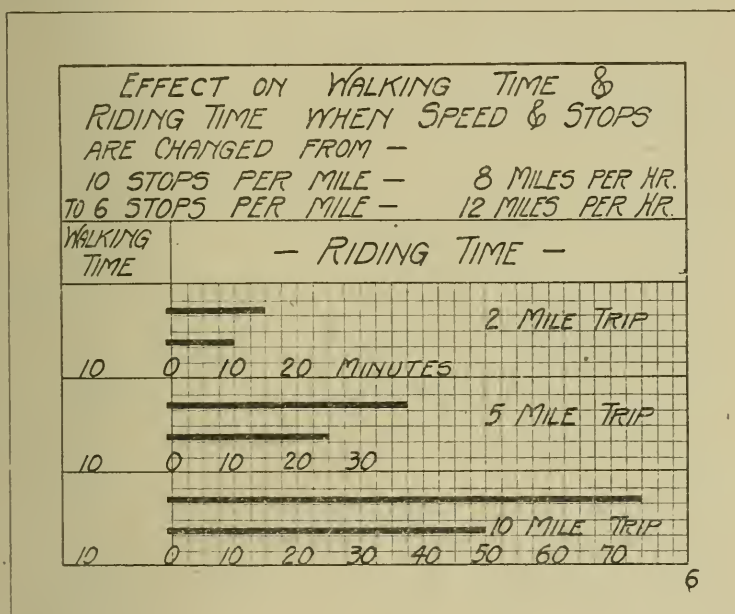 EFFECT ON WALKING TIME &
RIDING TIME WHEN SPEED & STOPS
ARE CHANGED FROM —
10 STOPS PER MILE — 8 MILES PER HR.
TO 6 STOPS PER MILE — 12 MILES PER HR.
WALKING TIME
— RIDING TIME —
2 MILE TRIP
10 0 10 20 MINUTES
5 MILE TRIP
10 0 10 20 30
10 MILE TRIP
10 0 10 20 30 40 50 60 70
6